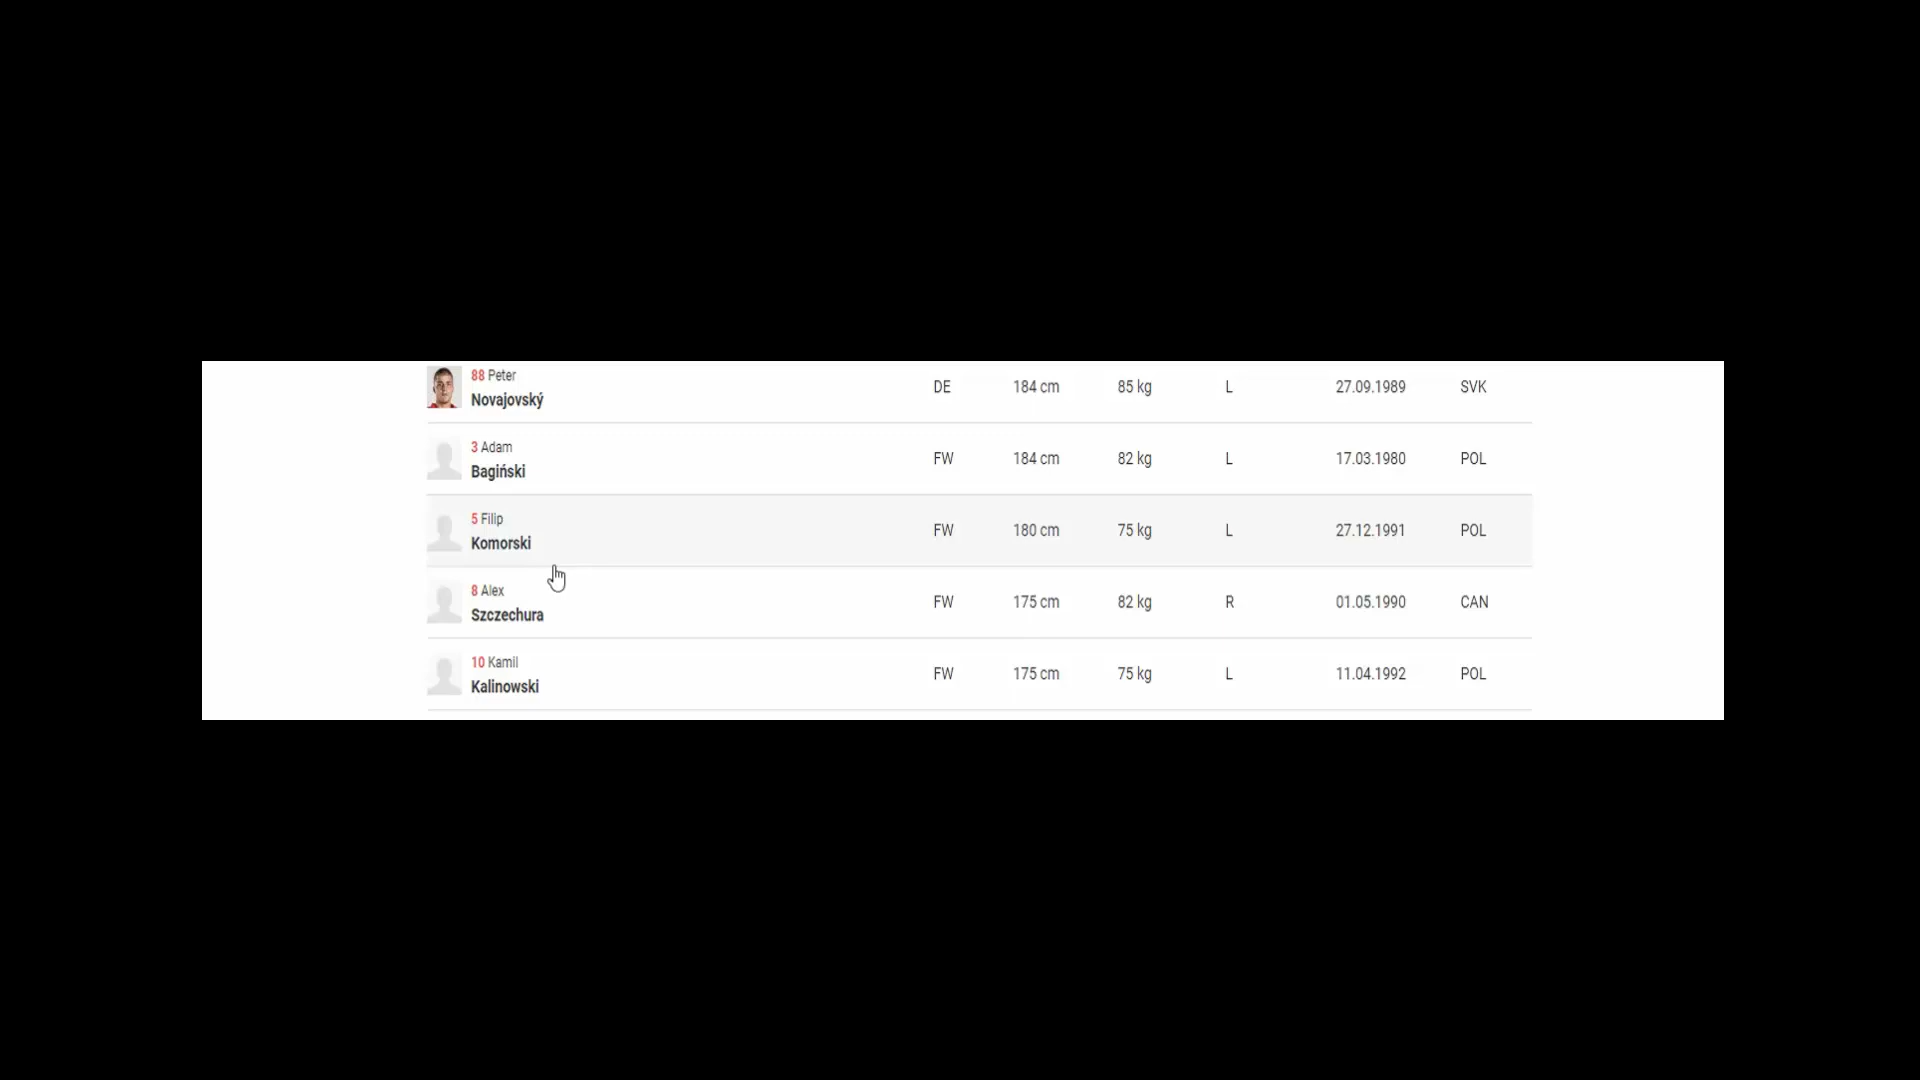 88 Peter
Novajovský DE 184 cm 85 kg L 27.09.1989 SVK
3 Adam
Bagiński FW 184 cm 82 kg L 17.03.1980 POL
5 Filip
Komorski FW 180 cm 75 kg L 27.12.1991 POL
8 Alex
Szczechura FW 175 cm 82 kg R 01.05.1990 CAN
10 Kamil
Kalinowski FW 175 cm 75 kg L 11.04.1992 POL